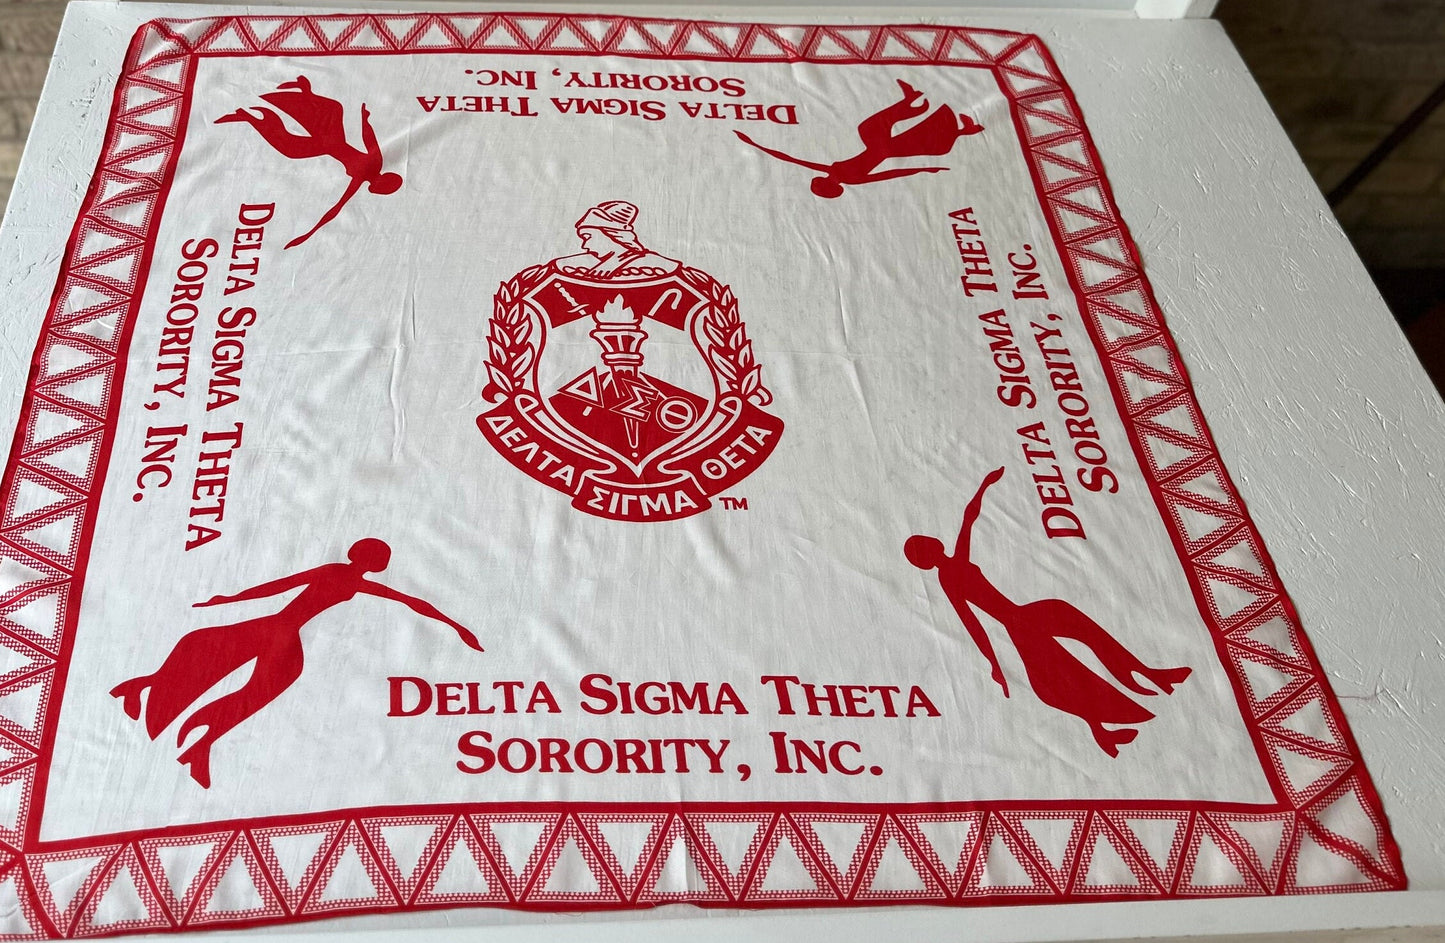 DELTA SIGMA THETA
SORORITY, INC.
DELTA SIGMA THETA
SORORITY, INC.
ΔΣΘ
ΔΕΛΤΑ ΣΙΓΜΑ ΘΕΤΑ ™
DELTA SIGMA THETA
SORORITY, INC.
DELTA SIGMA THETA
SORORITY, INC.